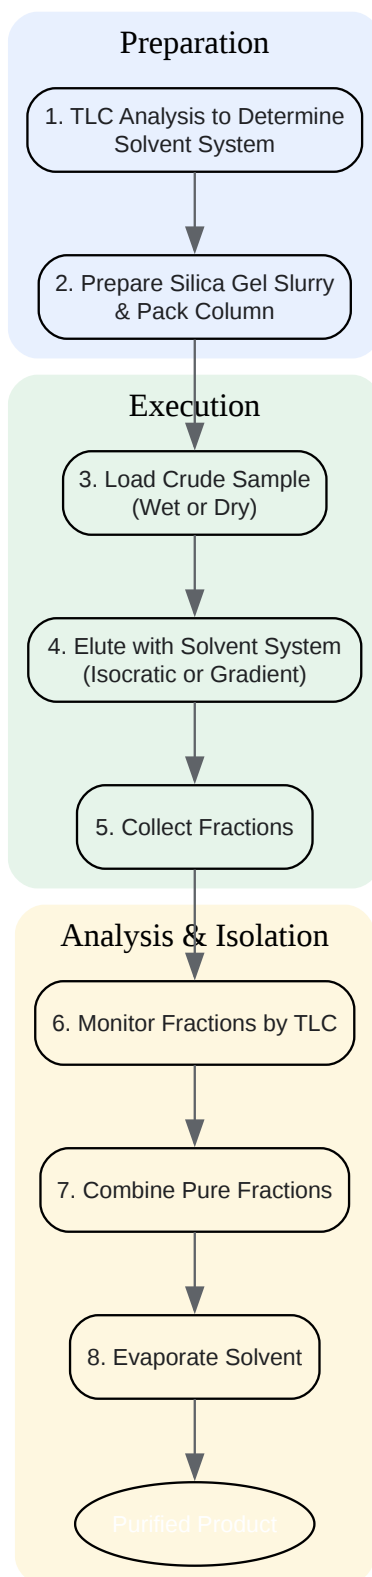 Preparation
1. TLC Analysis to Determine
Solvent System
2. Prepare Silica Gel Slurry
& Pack Column
Execution
3. Load Crude Sample
(Wet or Dry)
4. Elute with Solvent System
(Isocratic or Gradient)
5. Collect Fractions
Analysis & Isolation
6. Monitor Fractions by TLC
7. Combine Pure Fractions
8. Evaporate Solvent
Purified Product